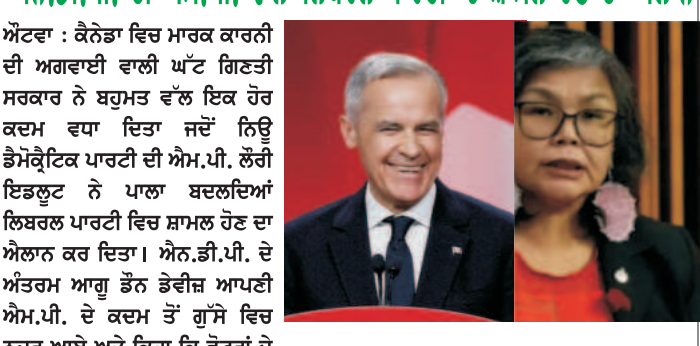 ਔਟਵਾ : ਕੈਨੇਡਾ ਵਿਚ ਮਾਰਕ ਕਾਰਨੀ
ਦੀ ਅਗਵਾਈ ਵਾਲੀ ਘੱਟ ਗਿਣਤੀ
ਸਰਕਾਰ ਨੇ ਬਹੁਮਤ ਵੱਲ ਇਕ ਹੋਰ
ਕਦਮ ਵਧਾ ਦਿਤਾ ਜਦੋਂ ਨਿਊ
ਡੈਮੋਕ੍ਰੈਟਿਕ ਪਾਰਟੀ ਦੀ ਐਮ.ਪੀ. ਲੌਰੀ
ਇਡਲੂਟ ਨੇ ਪਾਲਾ ਬਦਲਦਿਆਂ
ਲਿਬਰਲ ਪਾਰਟੀ ਵਿਚ ਸ਼ਾਮਲ ਹੋਣ ਦਾ
ਐਲਾਨ ਕਰ ਦਿਤਾ। ਐਨ.ਡੀ.ਪੀ. ਦੇ
ਅੰਤਰਮ ਆਗੂ ਡੌਨ ਡੇਵੀਜ਼ ਆਪਣੀ
ਐਮ.ਪੀ. ਦੇ ਕਦਮ ਤੋਂ ਗੁੱਸੇ ਵਿਚ